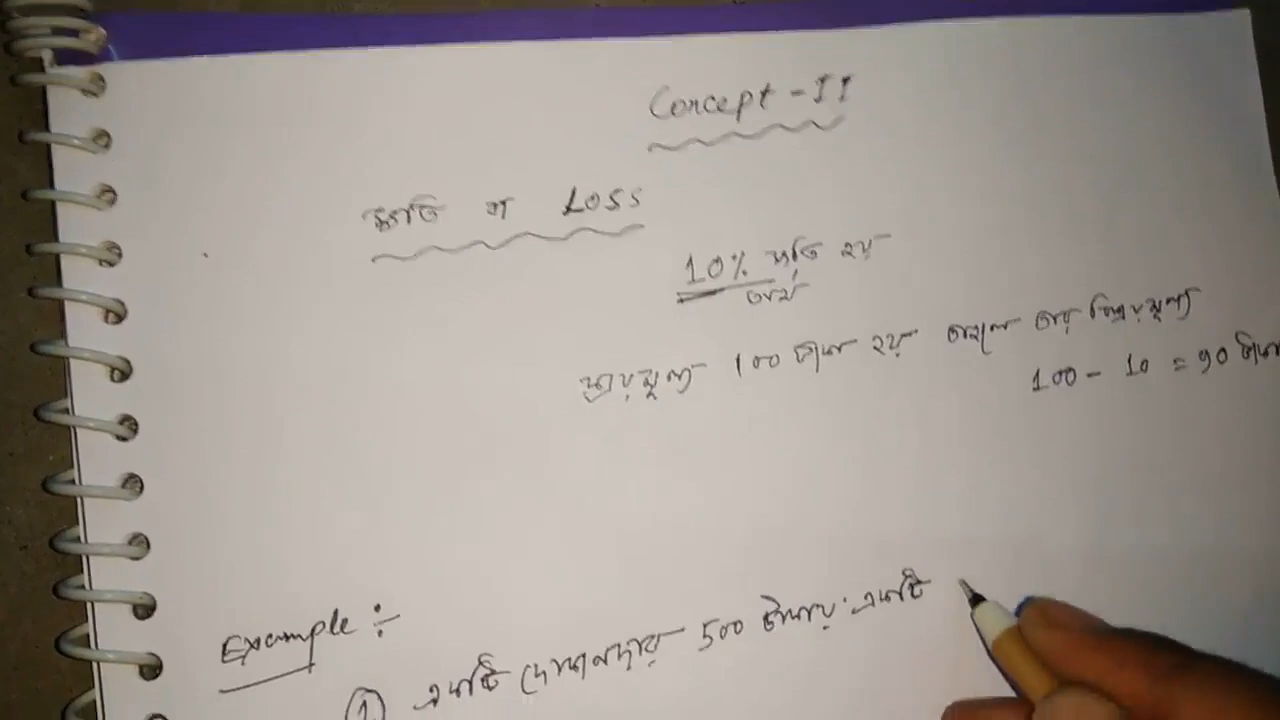 Concept - II
ক্ষতি বা LOSS
10% ক্ষতি হয়
অর্থ
ক্রয়মূল্য 100 টাকা হয় তাহলে তার বিক্রয়মূল্য
100 - 10 = 90 টাকা
Example :-
① একটি দোকানদার 500 টাকায় একটি